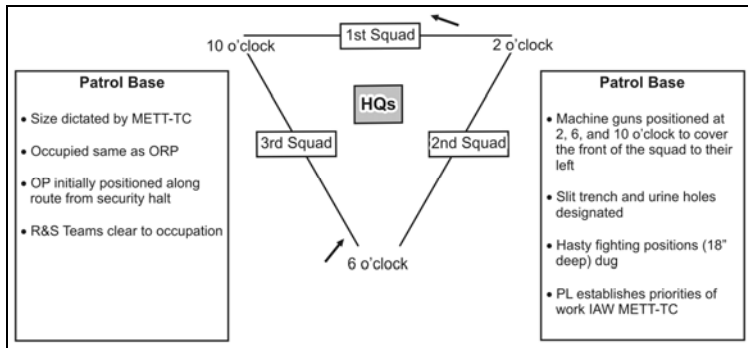 1st Squad
10 o'clock
2 o'clock
HQs
3rd Squad
2nd Squad
6 o'clock
Patrol Base
• Size dictated by METT-TC
• Occupied same as ORP
• OP initially positioned along
route from security halt
• R&S Teams clear to occupation
Patrol Base
• Machine guns positioned at
2, 6, and 10 o'clock to cover
the front of the squad to their
left
• Slit trench and urine holes
designated
• Hasty fighting positions (18"
deep) dug
• PL establishes priorities of
work IAW METT-TC